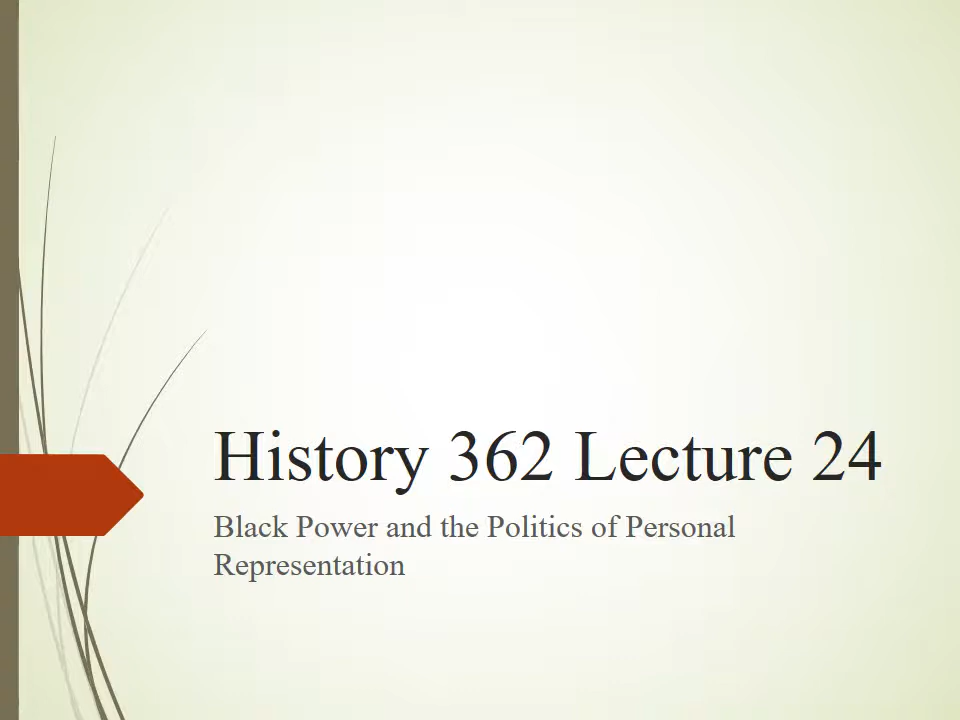 History 362 Lecture 24
Black Power and the Politics of Personal
Representation